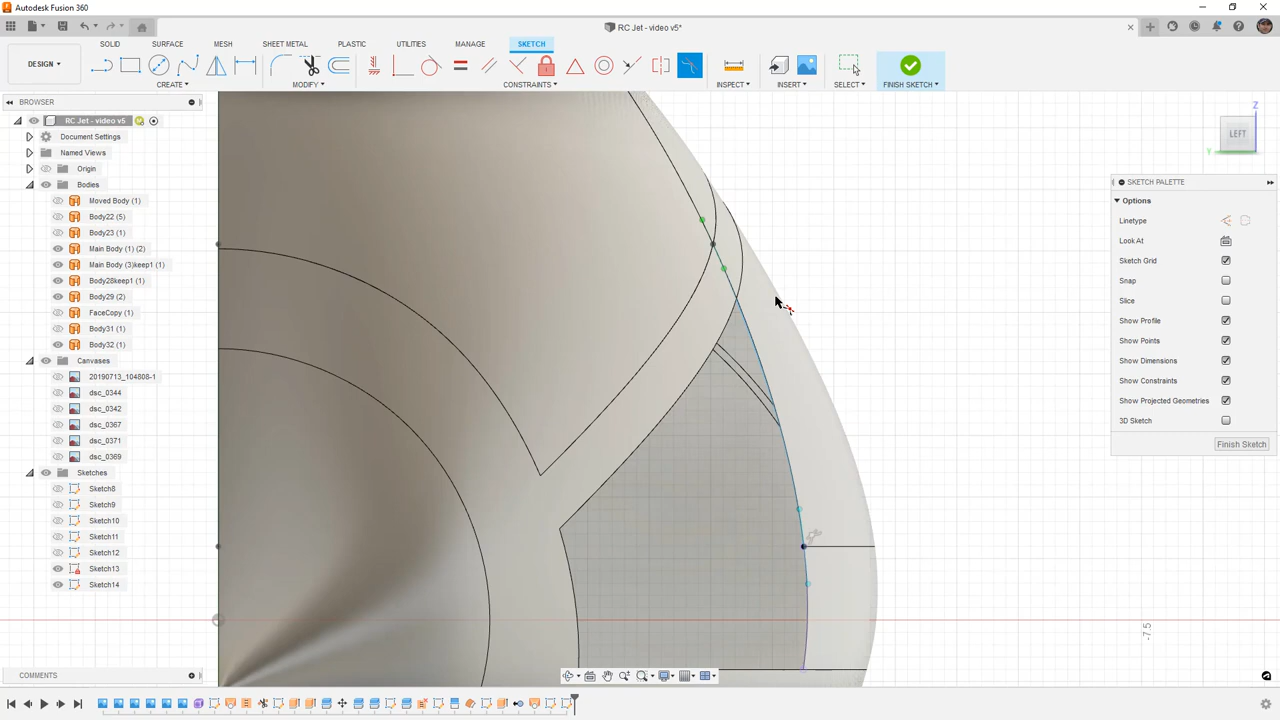 Autodesk Fusion 360
RC Jet - video v5*
DESIGN
SOLID SURFACE MESH SHEET METAL PLASTIC UTILITIES MANAGE SKETCH
CREATE MODIFY CONSTRAINTS INSPECT INSERT SELECT FINISH SKETCH
BROWSER
RC Jet - video v5
Document Settings
Named Views
Origin
Bodies
Moved Body (1)
Body22 (5)
Body23 (1)
Main Body (1) (2)
Main Body (3)keep1 (1)
Body28keep1 (1)
Body29 (2)
FaceCopy (1)
Body31 (1)
Body32 (1)
Canvases
20190713_104808-1
dsc_0344
dsc_0342
dsc_0367
dsc_0371
dsc_0369
Sketches
Sketch8
Sketch9
Sketch10
Sketch11
Sketch12
Sketch13
Sketch14
COMMENTS
Z
LEFT
Y
SKETCH PALETTE
Options
Linetype
Look At
Sketch Grid
Snap
Slice
Show Profile
Show Points
Show Dimensions
Show Constraints
Show Projected Geometries
3D Sketch
Finish Sketch
-7.5